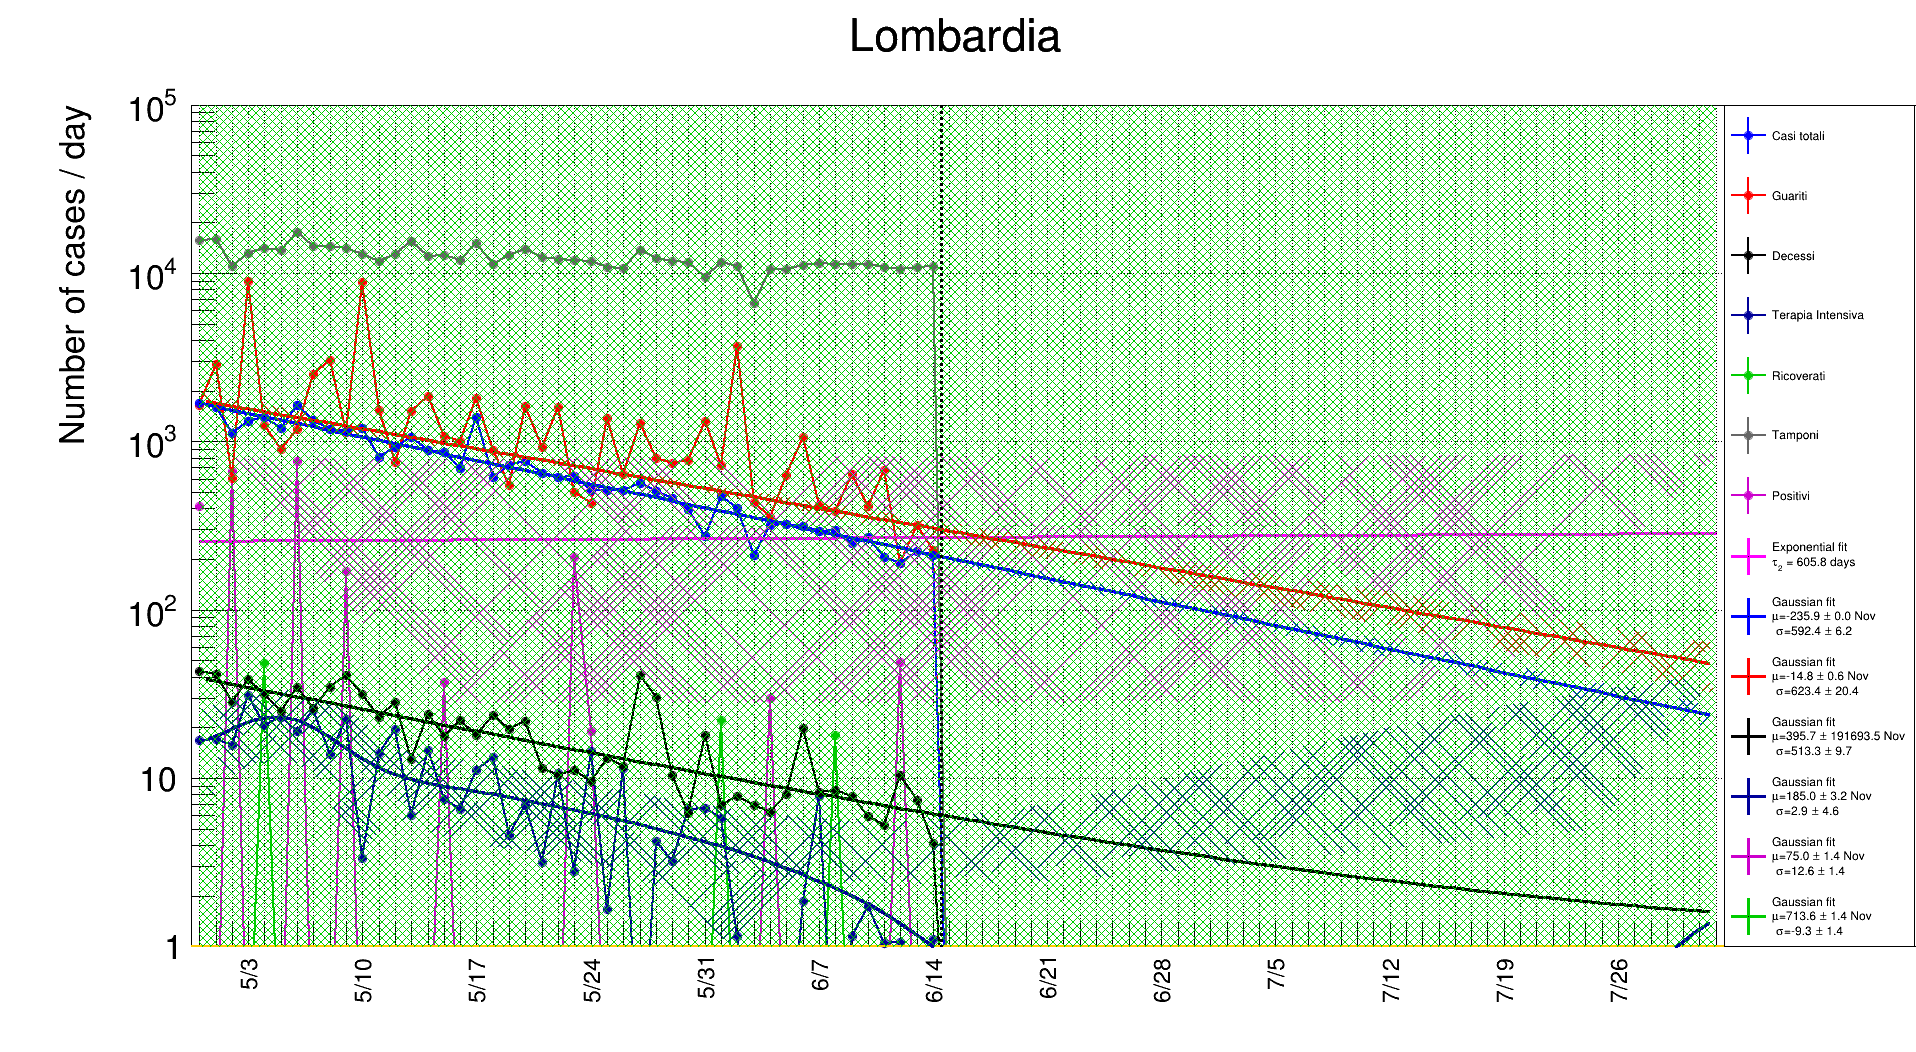 Lombardia
Number of cases / day
10^5
10^4
10^3
10^2
10
1
5/3
5/10
5/17
5/24
5/31
6/7
6/14
6/21
6/28
7/5
7/12
7/19
7/26
Casi totali
Guariti
Decessi
Terapia Intensiva
Ricoverati
Tamponi
Positivi
Exponential fit
τ₂ = 605.8 days
Gaussian fit
μ=-235.9 ± 0.0 Nov
σ=592.4 ± 6.2
Gaussian fit
μ=-14.8 ± 0.6 Nov
σ=623.4 ± 20.4
Gaussian fit
μ=395.7 ± 191693.5 Nov
σ=513.3 ± 9.7
Gaussian fit
μ=185.0 ± 3.2 Nov
σ=2.9 ± 4.6
Gaussian fit
μ=75.0 ± 1.4 Nov
σ=12.6 ± 1.4
Gaussian fit
μ=713.6 ± 1.4 Nov
σ=-9.3 ± 1.4